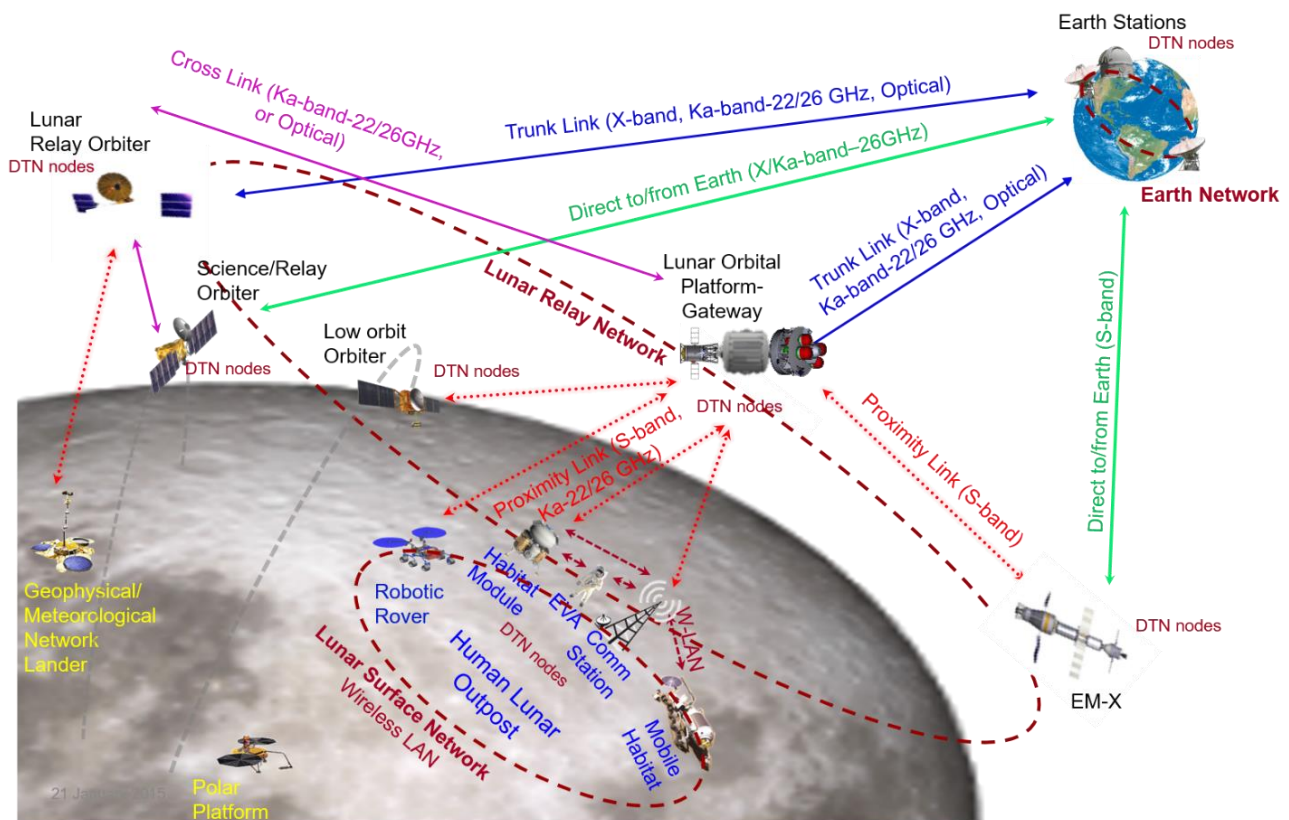 Earth Stations
DTN nodes
Cross Link (Ka-band-22/26GHz,
or Optical)
Trunk Link (X-band, Ka-band-22/26 GHz, Optical)
Lunar
Relay Orbiter
DTN nodes
Direct to/from Earth (X/Ka-band–26GHz)
Earth Network
Trunk Link (X-band,
Ka-band-22/26 GHz, Optical)
Science/Relay
Orbiter
Lunar Relay Network
Lunar Orbital
Platform-
Gateway
Low orbit
Orbiter
DTN nodes
DTN nodes
DTN nodes
Proximity Link (S-band,
Ka-22/26 GHz)
Proximity Link (S-band)
Direct to/from Earth (S-band)
Geophysical/
Meteorological
Network
Lander
Robotic
Rover
Habitat
Module
EVA
Comm
Station
W-LAN
DTN nodes
DTN nodes
EM-X
Human Lunar
Outpost
Lunar Surface Network
Wireless LAN
Mobile
Habitat
Polar
Platform